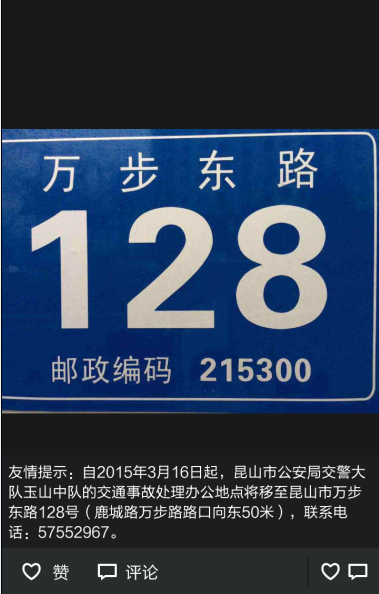 万步东路
128
邮政编码 215300
友情提示：自2015年3月16日起，昆山市公安局交警大
队玉山中队的交通事故处理办公地点将移至昆山市万步
东路128号（鹿城路万步路路口向东50米），联系电
话：57552967。
赞 评论